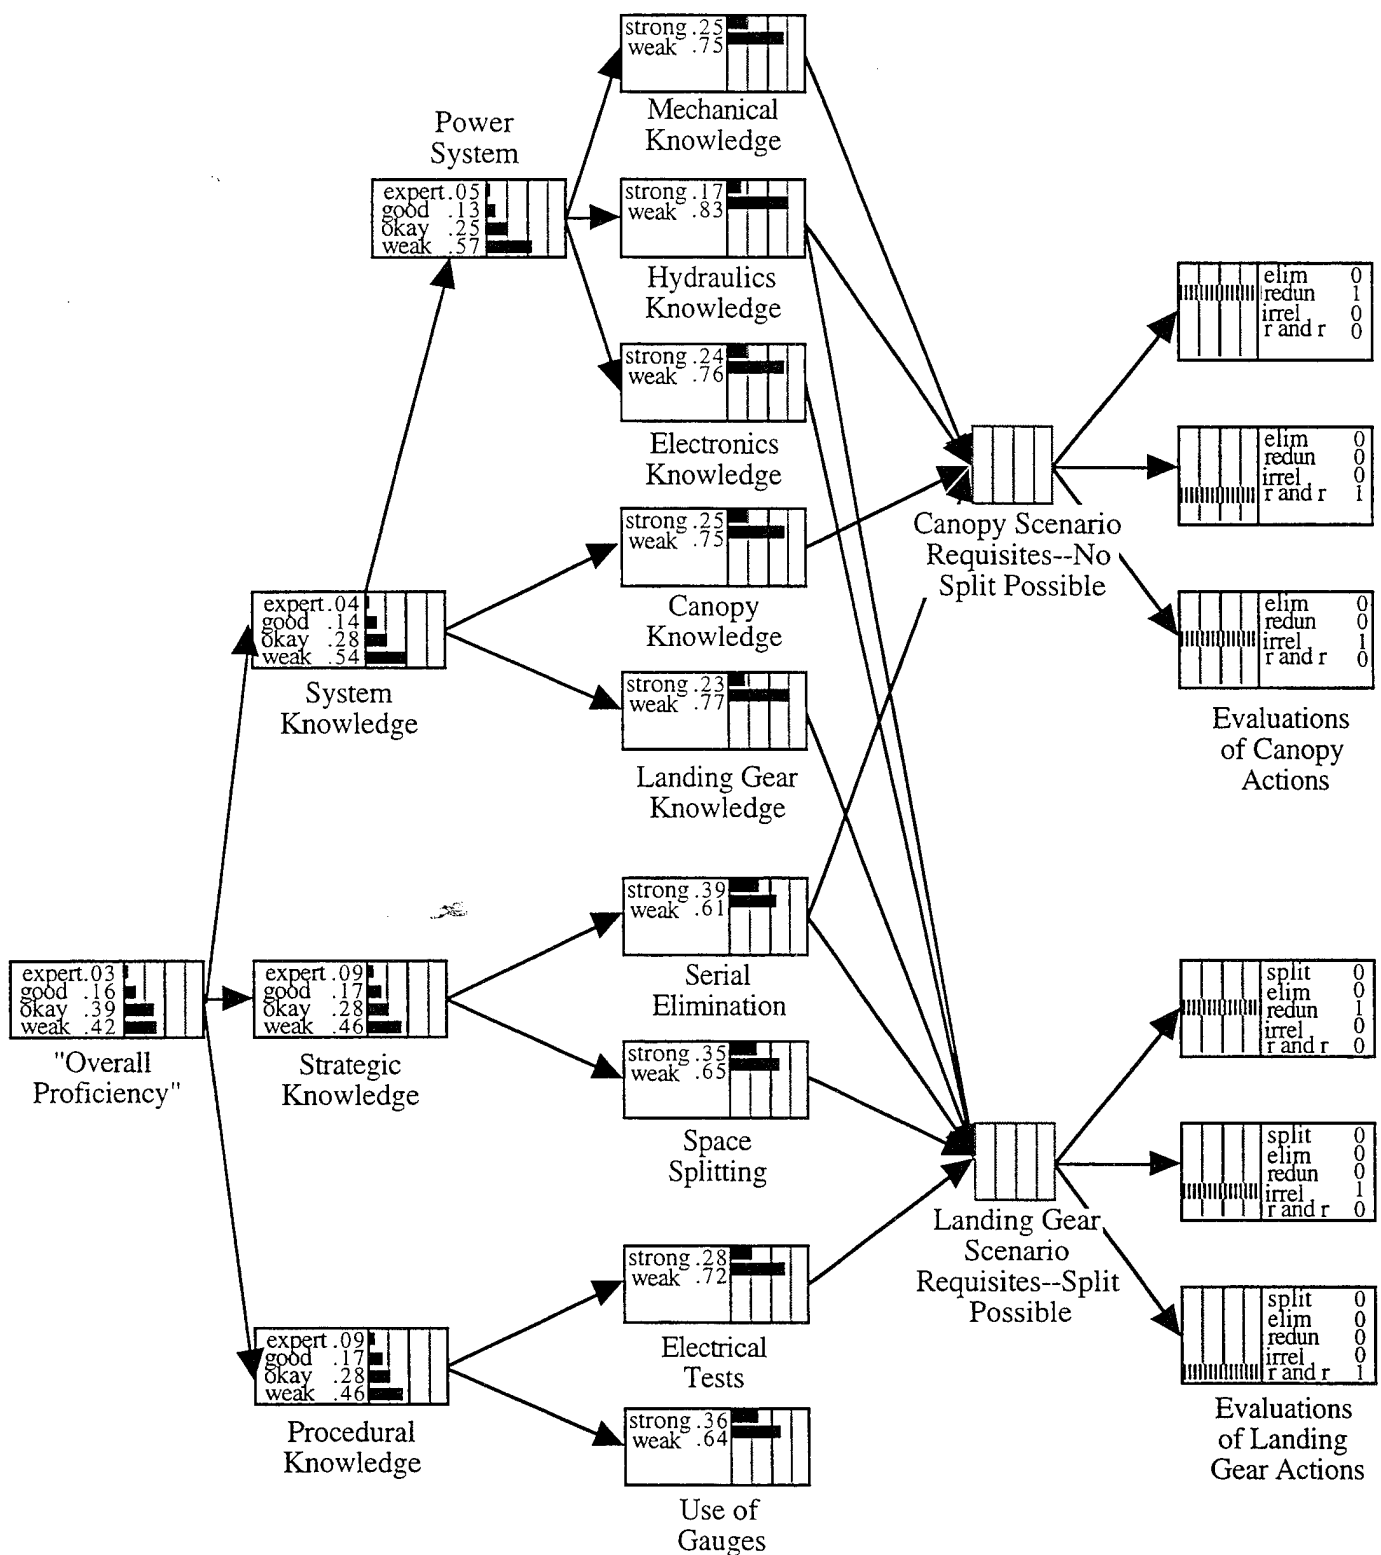 strong .25
weak .75
Mechanical
Knowledge
Power
System
expert .05
good .13
okay .25
weak .57
strong .17
weak .83
Hydraulics
Knowledge
strong .24
weak .76
Electronics
Knowledge
strong .25
weak .75
Canopy
Knowledge
expert .04
good .14
okay .28
weak .54
System
Knowledge
strong .23
weak .77
Landing Gear
Knowledge
elim 0
redun 1
irrel 0
r and r 0
elim 0
redun 0
irrel 0
r and r 1
Canopy Scenario
Requisites--No
Split Possible
elim 0
redun 0
irrel 1
r and r 0
Evaluations
of Canopy
Actions
strong .39
weak .61
Serial
Elimination
expert .03
good .16
okay .39
weak .42
"Overall
Proficiency"
expert .09
good .17
okay .28
weak .46
Strategic
Knowledge
strong .35
weak .65
Space
Splitting
split 0
elim 0
redun 1
irrel 0
r and r 0
split 0
elim 0
redun 0
irrel 1
r and r 0
Landing Gear
Scenario
Requisites--Split
Possible
strong .28
weak .72
Electrical
Tests
expert .09
good .17
okay .28
weak .46
Procedural
Knowledge
strong .36
weak .64
Use of
Gauges
split 0
elim 0
redun 0
irrel 0
r and r 1
Evaluations
of Landing
Gear Actions